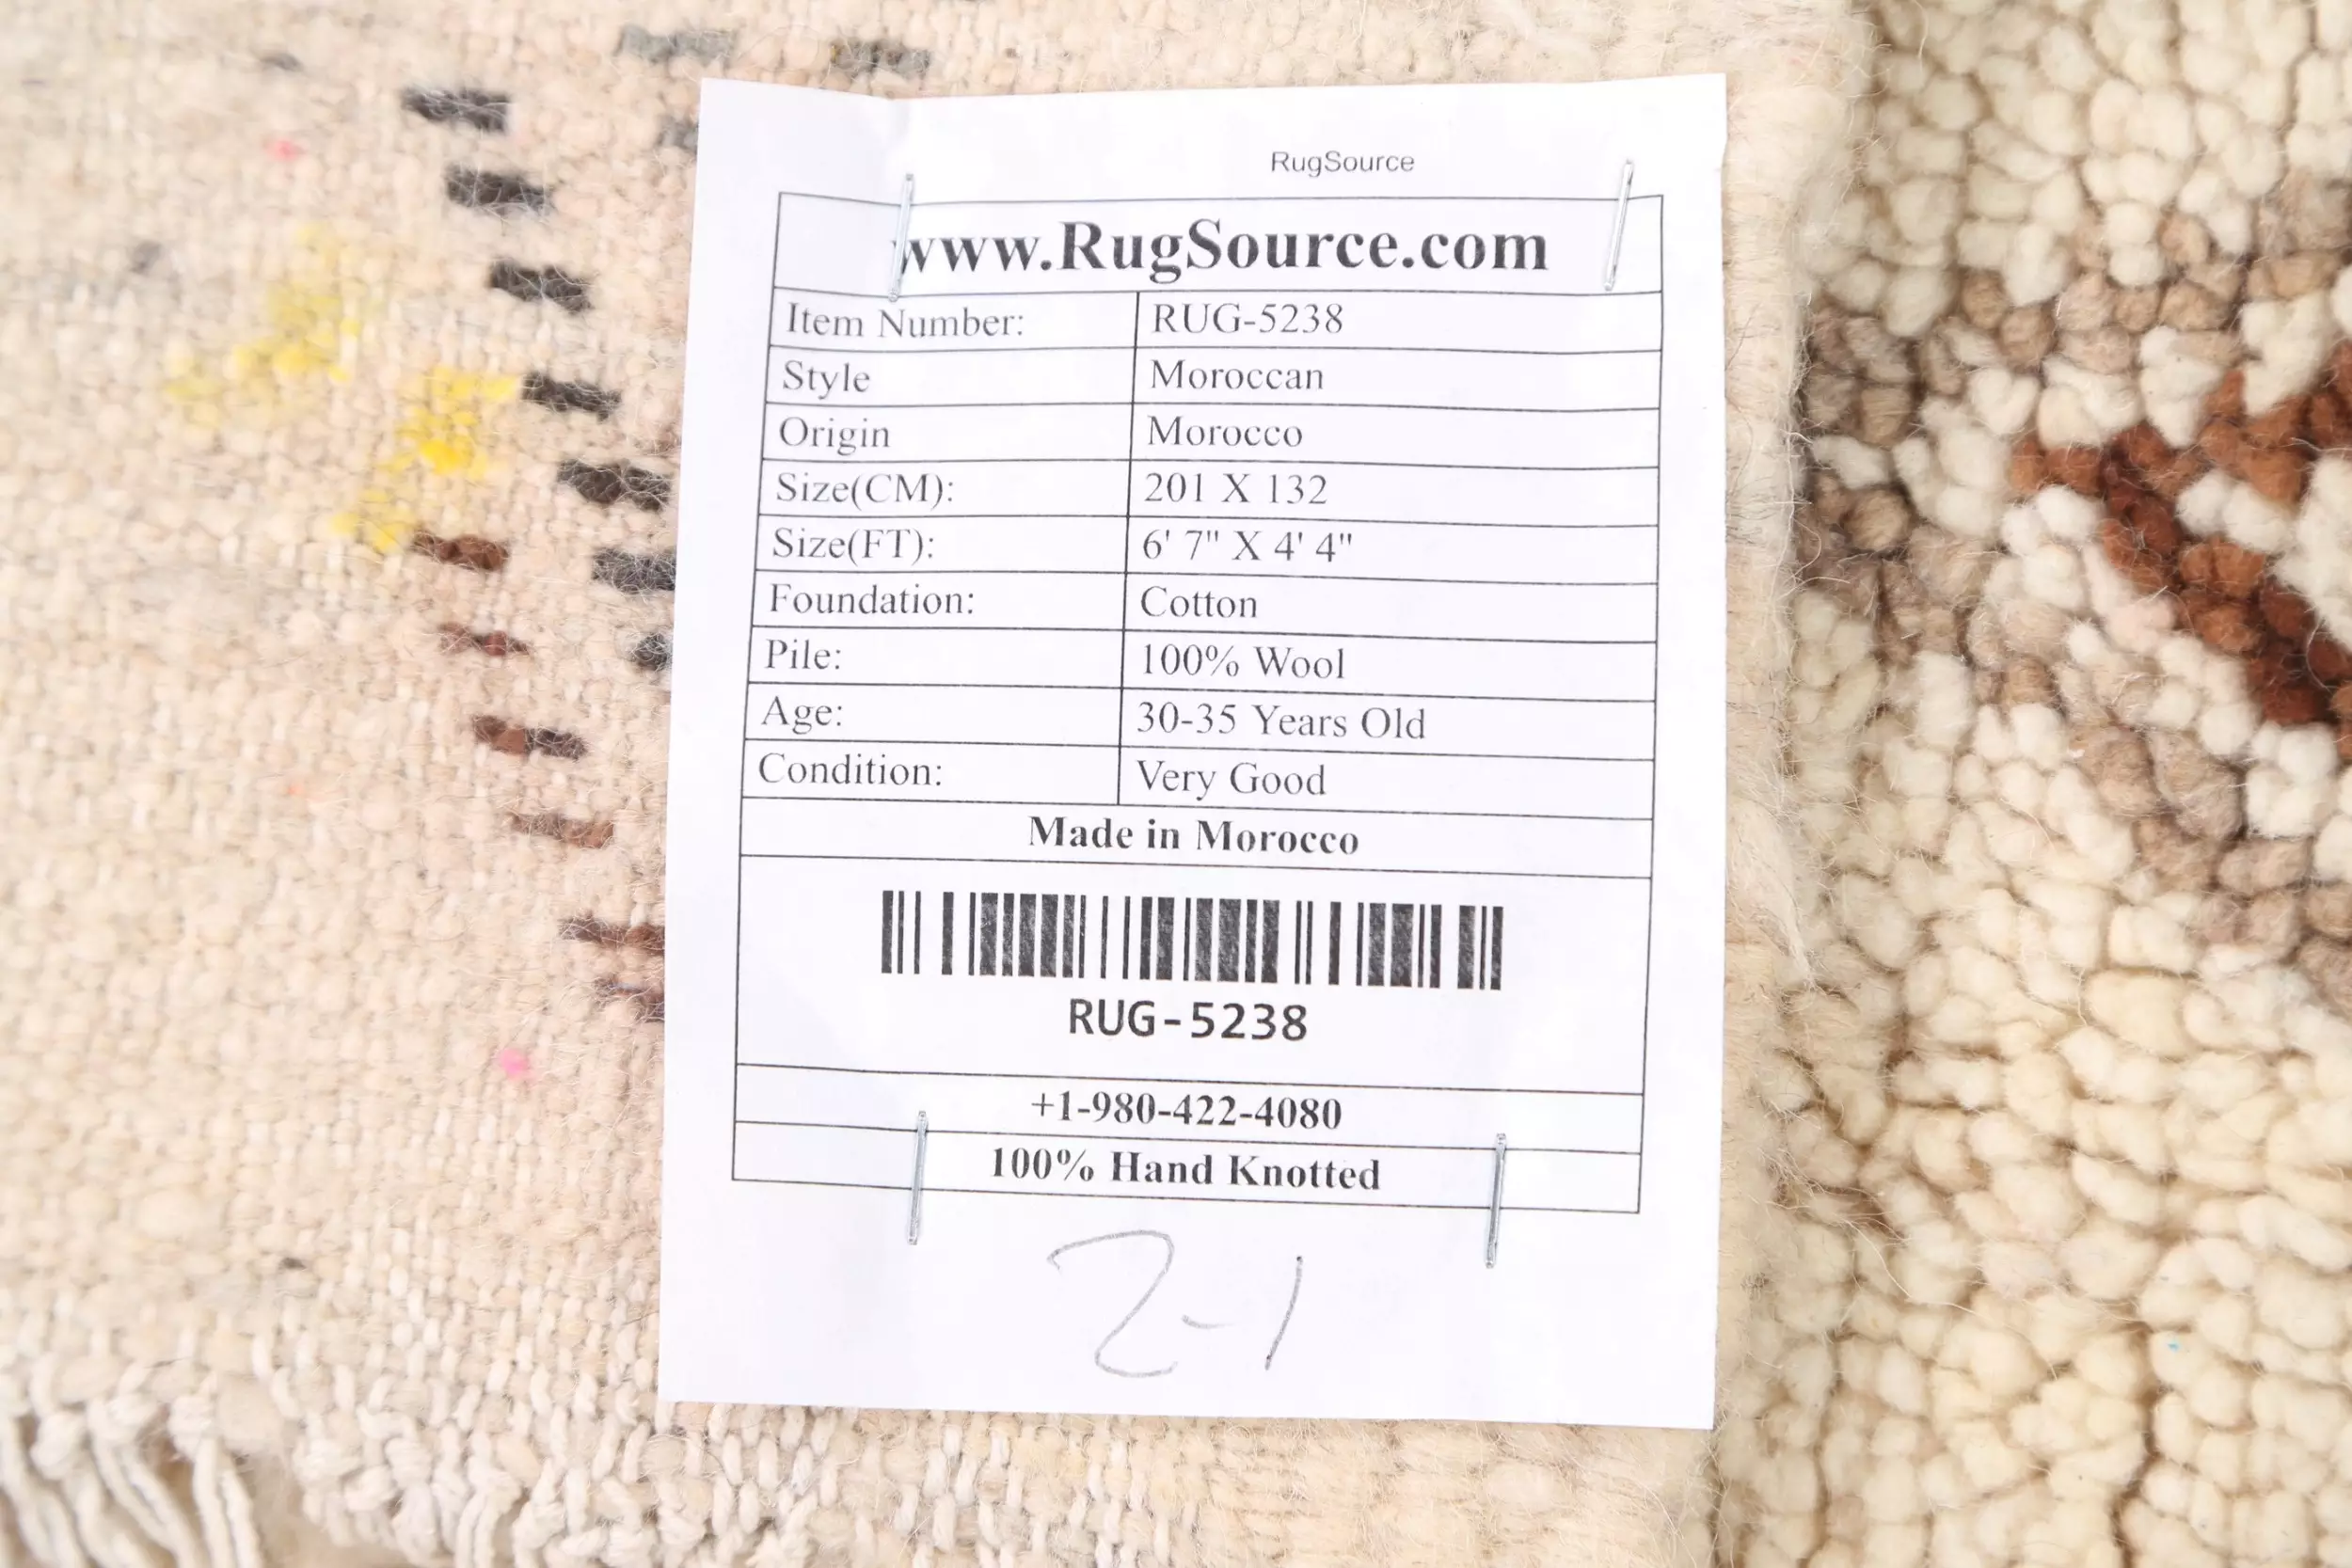 RugSource
www.RugSource.com
Item Number: RUG-5238
Style Moroccan
Origin Morocco
Size(CM): 201 X 132
Size(FT): 6' 7" X 4' 4"
Foundation: Cotton
Pile: 100% Wool
Age: 30-35 Years Old
Condition: Very Good
Made in Morocco
RUG-5238
+1-980-422-4080
100% Hand Knotted
2-1